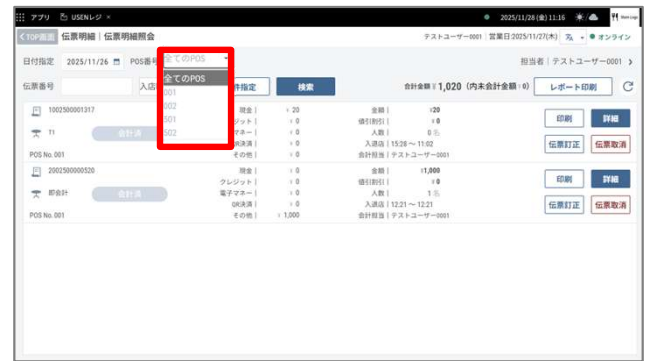 アプリ USENレジ × 2025/11/28(金)11:16
<TOP画面 伝票明細│伝票明細照会 テストユーザー0001│営業日:2025/11/27(木) オンライン
日付指定 2025/11/26 POS番号 全てのPOS 担当者│テストユーザー0001 >
伝票番号 入店 件指定 検索 合計金額:¥1,020 (内未会計金額:0) レポート印刷
全てのPOS
001
002
501
502
1002500001317 現金│ ¥ 20 金額│ ¥20
ジット│ ¥ 0 値引割引│ ¥0 印刷 詳細
T1 会計済 マネー│ ¥ 0 人数│ 0 名
QR決済│ ¥ 0 入退店│15:28 〜 11:02 伝票訂正 伝票取消
POS No. 001 その他│ ¥ 0 会計担当│テストユーザー0001
2002500000520 現金│ ¥ 0 金額│ ¥1,000
クレジット│ ¥ 0 値引割引│ ¥0 印刷 詳細
即会計 会計済 電子マネー│ ¥ 0 人数│ 1 名
QR決済│ ¥ 0 入退店│12:21 〜 12:21 伝票訂正 伝票取消
POS No. 001 その他│ ¥ 1,000 会計担当│テストユーザー0001